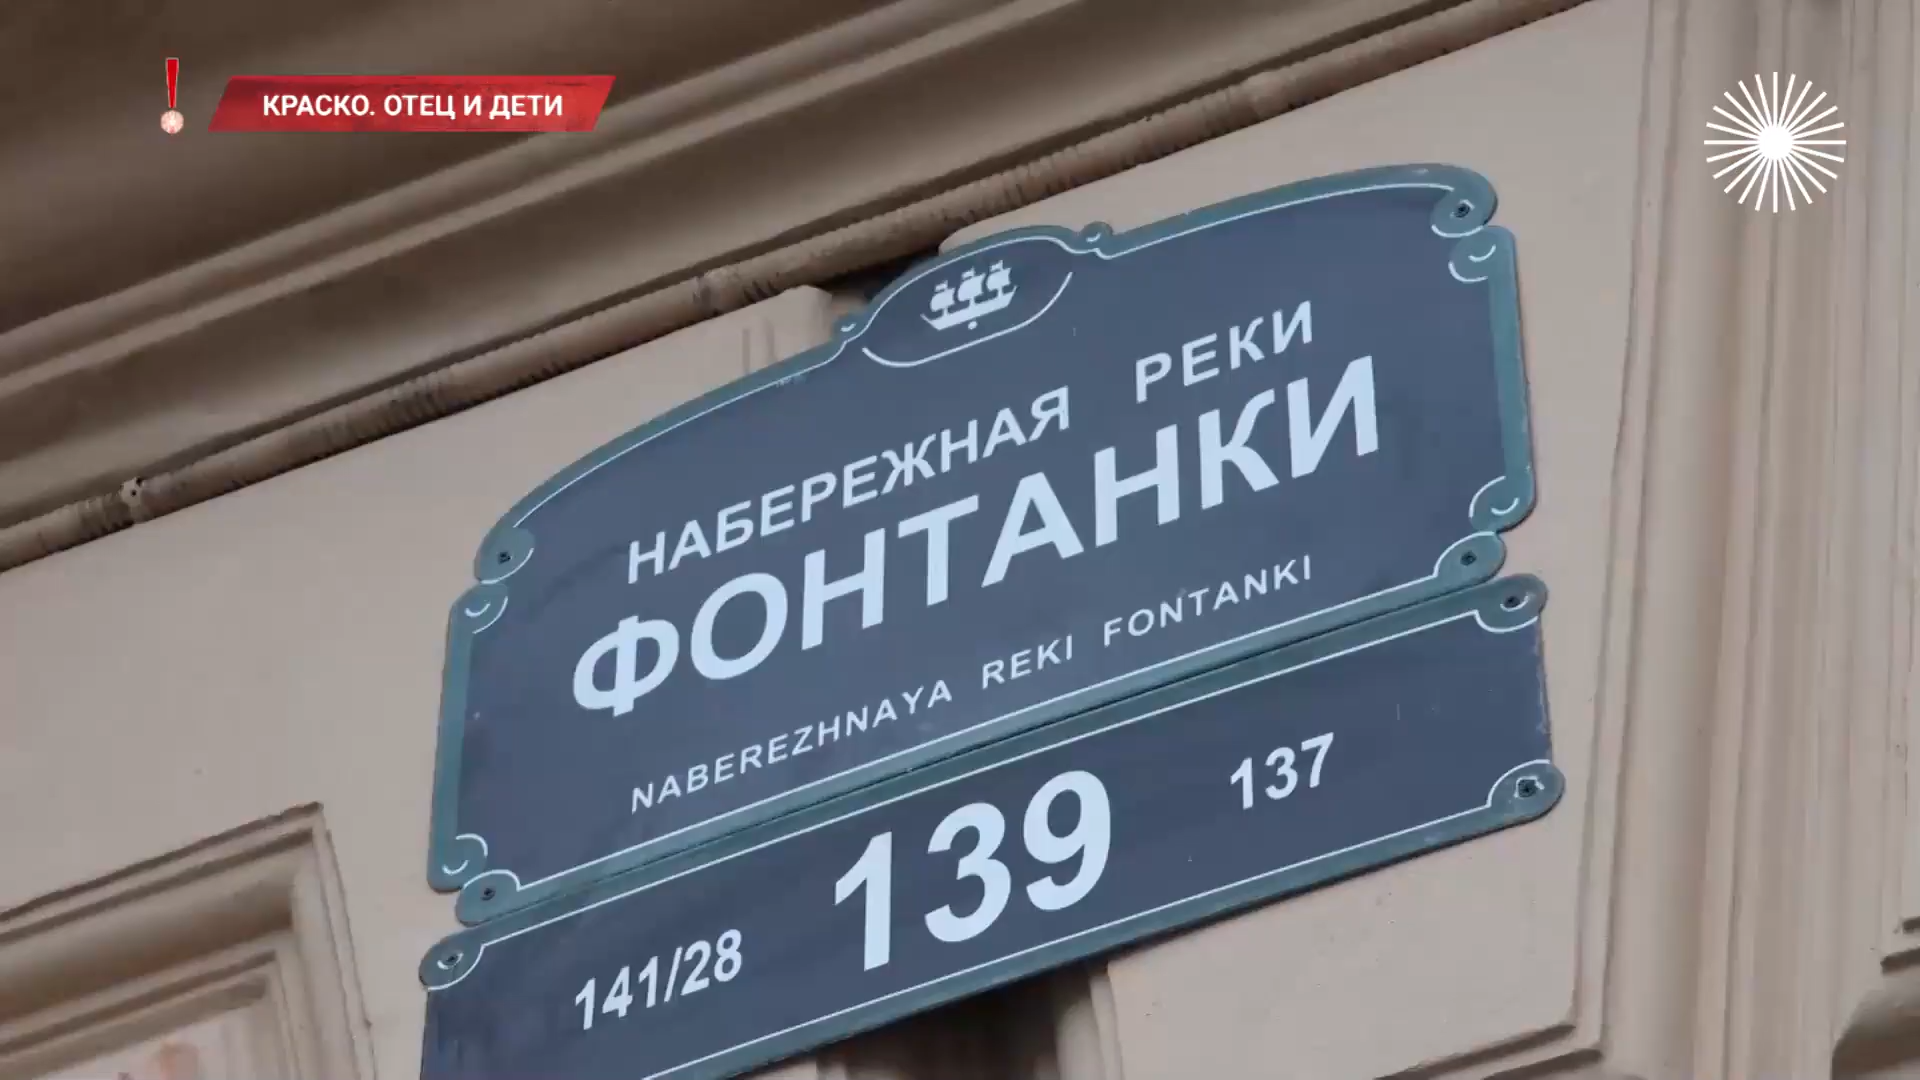 КРАСКО. ОТЕЦ И ДЕТИ
НАБЕРЕЖНАЯ РЕКИ
ФОНТАНКИ
NABEREZHNAYA REKI FONTANKI
141/28 139 137